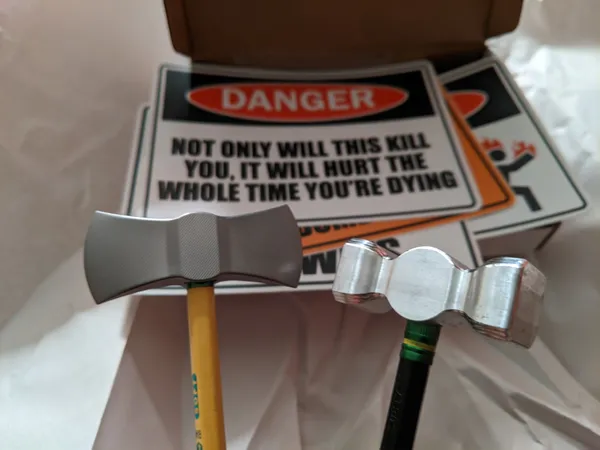 DANGER
NOT ONLY WILL THIS KILL
YOU, IT WILL HURT THE
WHOLE TIME YOU'RE DYING